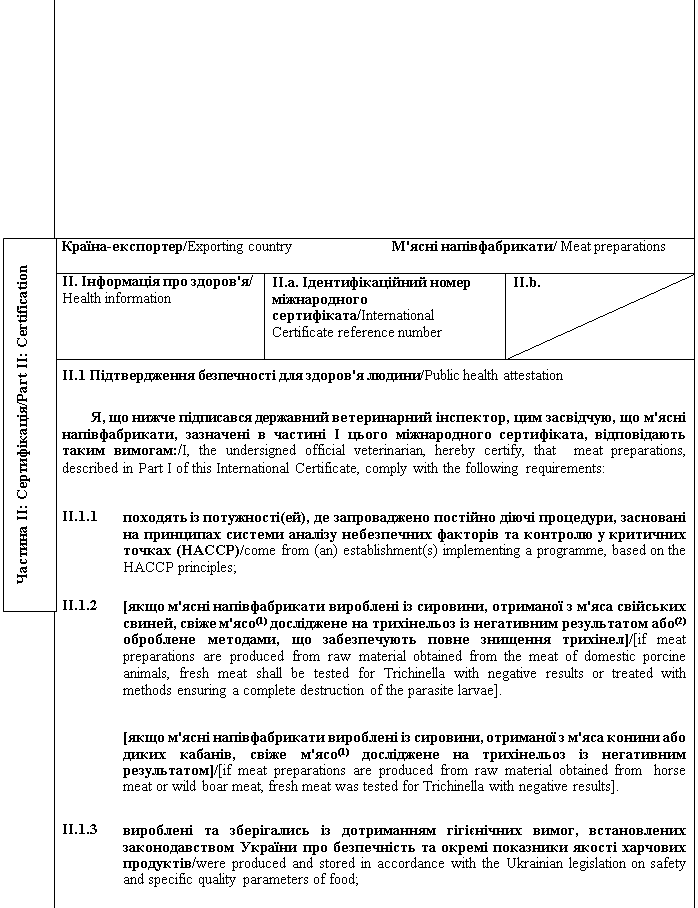 Країна-експортер/Exporting country М'ясні напівфабрикати/ Meat preparations
Частина II: Сертифікація/Part II: Certification
II. Інформація про здоров'я/
Health information
II.a. Ідентифікаційний номер
міжнародного
сертифіката/International
Certificate reference number
II.b.
II.1 Підтвердження безпечності для здоров'я людини/Public health attestation
Я, що нижче підписався державний ветеринарний інспектор, цим засвідчую, що м'ясні
напівфабрикати, зазначені в частині I цього міжнародного сертифіката, відповідають
таким вимогам:/I, the undersigned official veterinarian, hereby certify, that meat preparations,
described in Part I of this International Certificate, comply with the following requirements:
II.1.1 походять із потужності(ей), де запроваджено постійно діючі процедури, засновані
на принципах системи аналізу небезпечних факторів та контролю у критичних
точках (НАССР)/come from (an) establishment(s) implementing a programme, based on the
HACCP principles;
II.1.2 [якщо м'ясні напівфабрикати вироблені із сировини, отриманої з м'яса свійських
свиней, свіже м'ясо(1) досліджене на трихінельоз із негативним результатом або(2)
оброблене методами, що забезпечують повне знищення трихінел]/[if meat
preparations are produced from raw material obtained from the meat of domestic porcine
animals, fresh meat shall be tested for Trichinella with negative results or treated with
methods ensuring a complete destruction of the parasite larvae].
[якщо м'ясні напівфабрикати вироблені із сировини, отриманої з м'яса конини або
диких кабанів, свіже м'ясо(1) досліджене на трихінельоз із негативним
результатом]/[if meat preparations are produced from raw material obtained from horse
meat or wild boar meat, fresh meat was tested for Trichinella with negative results].
II.1.3 вироблені та зберігались із дотриманням гігієнічних вимог, встановлених
законодавством України про безпечність та окремі показники якості харчових
продуктів/were produced and stored in accordance with the Ukrainian legislation on safety
and specific quality parameters of food;